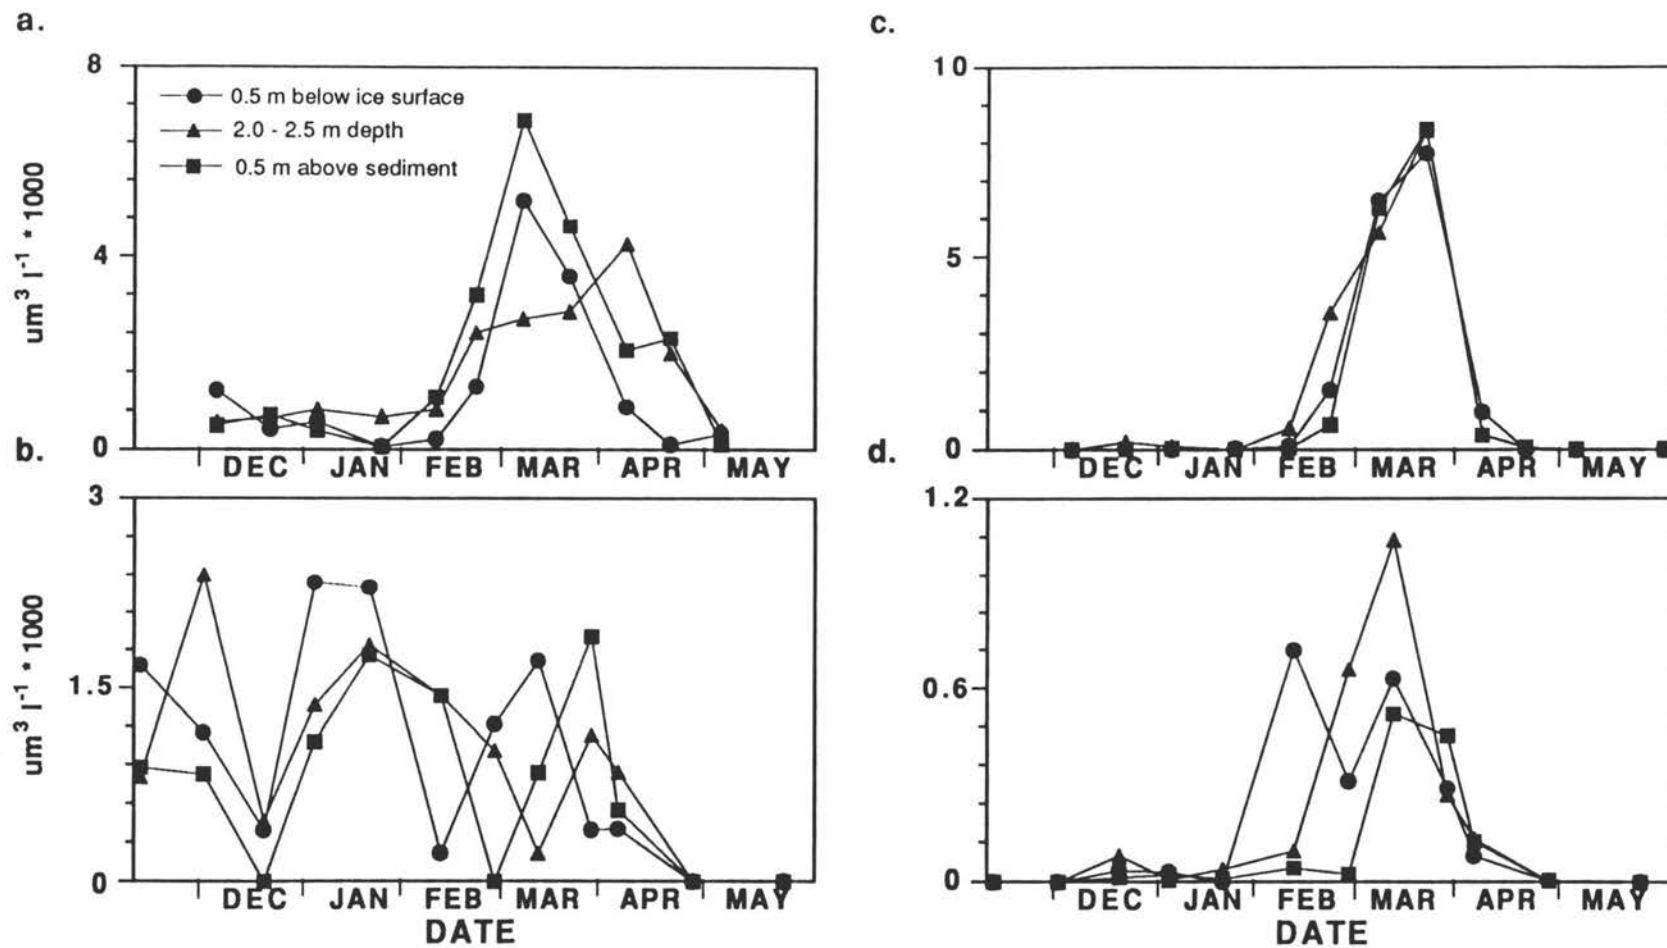 a.
8
0.5 m below ice surface
2.0 - 2.5 m depth
0.5 m above sediment
um³ l⁻¹ * 1000
4
0
DEC JAN FEB MAR APR MAY
c.
10
5
0
DEC JAN FEB MAR APR MAY
b.
3
um³ l⁻¹ * 1000
1.5
0
DEC JAN FEB MAR APR MAY
DATE
d.
1.2
0.6
0
DEC JAN FEB MAR APR MAY
DATE